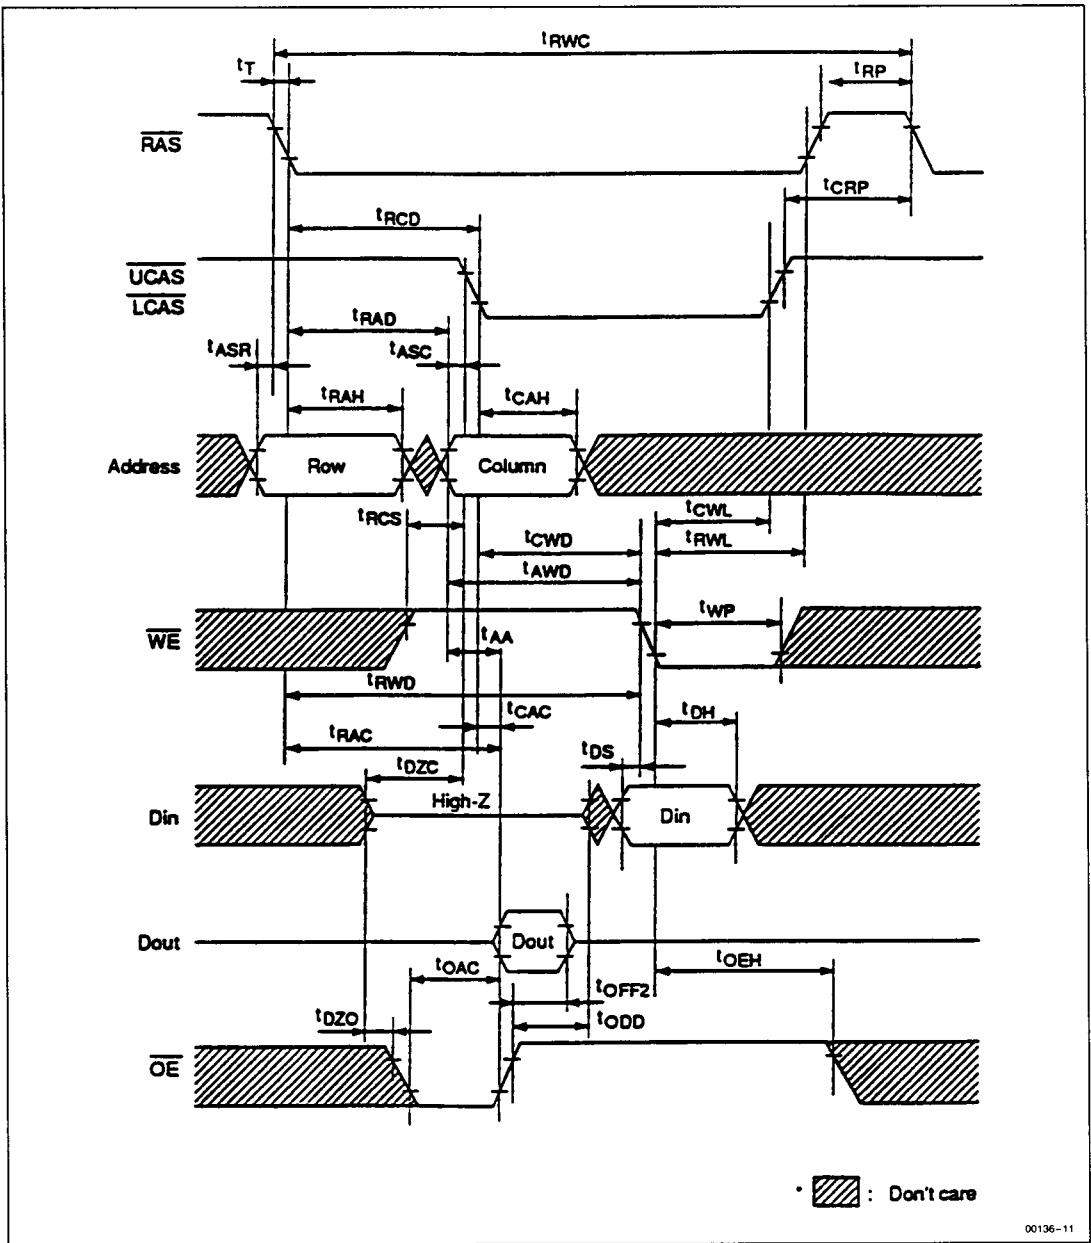 tRWC
tT
tRP
RAS
tCRP
tRCD
UCAS
LCAS
tRAD
tASR
tASC
tRAH
tCAH
Address
Row
Column
tRCS
tCWL
tCWD
tRWL
tAWD
tWP
WE
tAA
tRWD
tCAC
tDH
tRAC
tDS
tDZC
High-Z
Din
Din
Dout
Dout
tOEH
tOAC
tOFF2
tDZO
tODD
OE
* : Don't care
00136-11